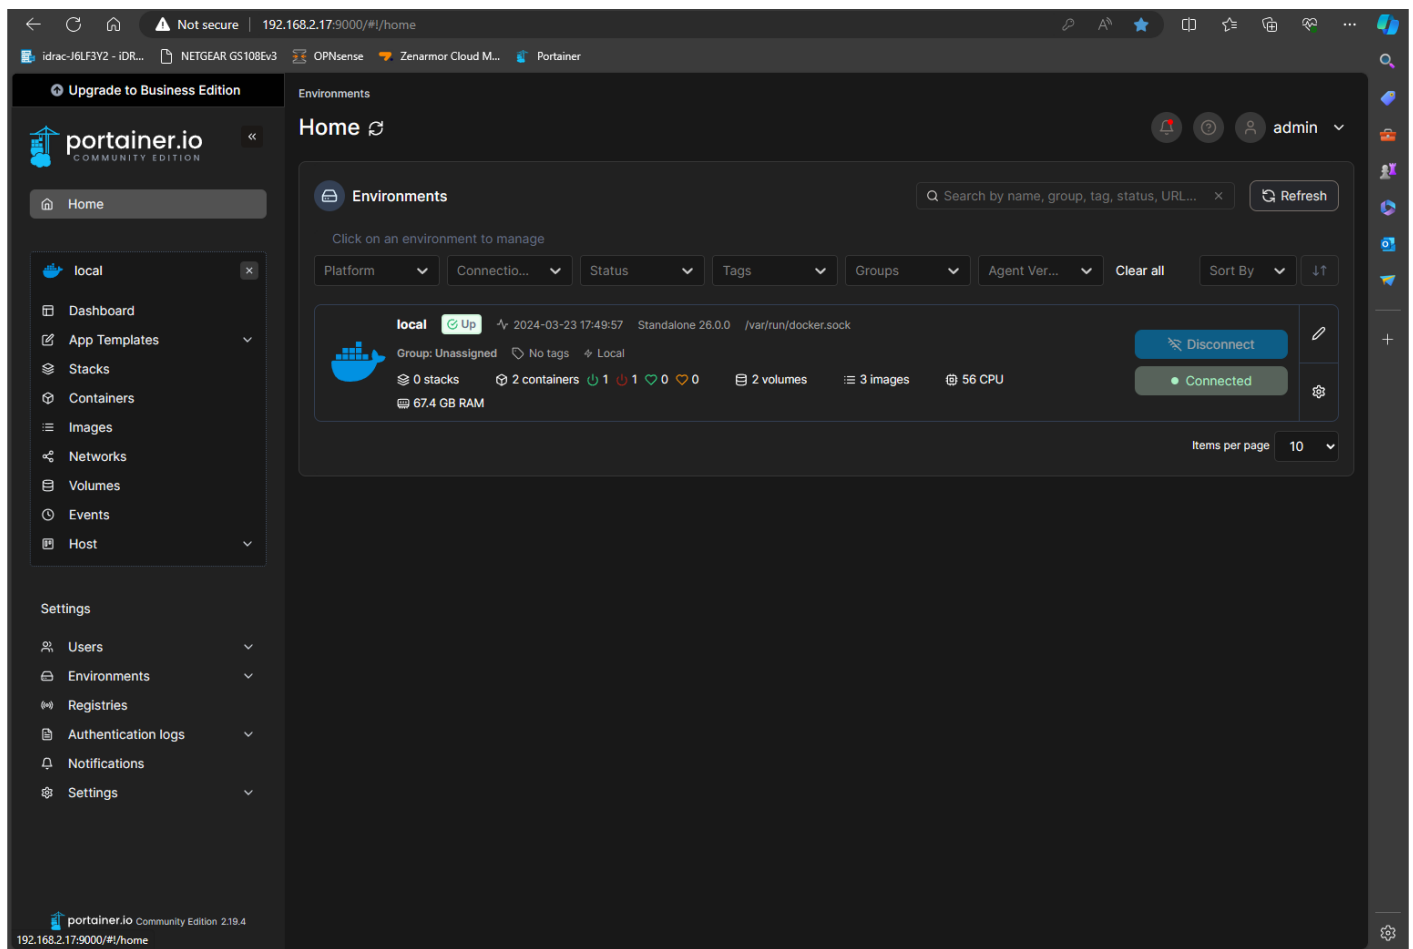 Not secure 192.168.2.17:9000/#!/home
idrac-J6LF3Y2 - iDR... NETGEAR GS108Ev3 OPNsense Zenarmor Cloud M... Portainer
Upgrade to Business Edition
portainer.io
COMMUNITY EDITION
Home
local
Dashboard
App Templates
Stacks
Containers
Images
Networks
Volumes
Events
Host
Settings
Users
Environments
Registries
Authentication logs
Notifications
Settings
portainer.io Community Edition 2.19.4
192.168.2.17:9000/#!/home
Environments
Home
admin
Environments
Search by name, group, tag, status, URL... Refresh
Click on an environment to manage
Platform Connectio... Status Tags Groups Agent Ver... Clear all Sort By
local Up 2024-03-23 17:49:57 Standalone 26.0.0 /var/run/docker.sock
Group: Unassigned No tags Local
0 stacks 2 containers 1 1 0 0 2 volumes 3 images 56 CPU
67.4 GB RAM
Disconnect
Connected
Items per page 10